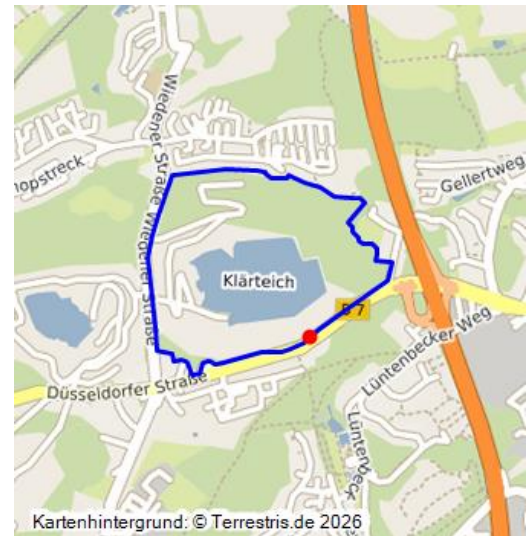 Wiedener Straße Wiedener Straße
hopstreck
Gellertweg
Klärteich
B 7
Lüntenbecker Weg
Düsseldorfer Straße
Lüntenbeck
Kartenhintergrund: © Terrestris.de 2026